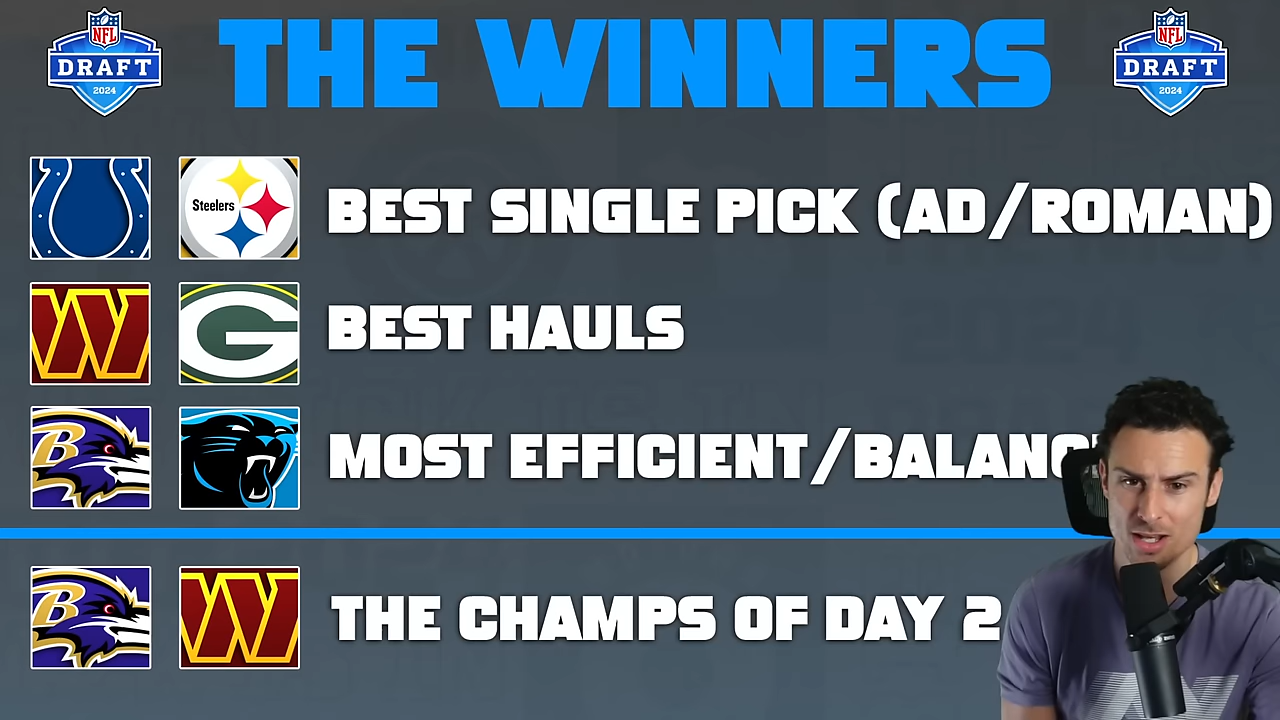 NFL
DRAFT
2024
THE WINNERS
NFL
DRAFT
2024
Steelers
BEST SINGLE PICK (AD/ROMAN)
W G
BEST HAULS
B
MOST EFFICIENT/BALANC
B W
THE CHAMPS OF DAY 2